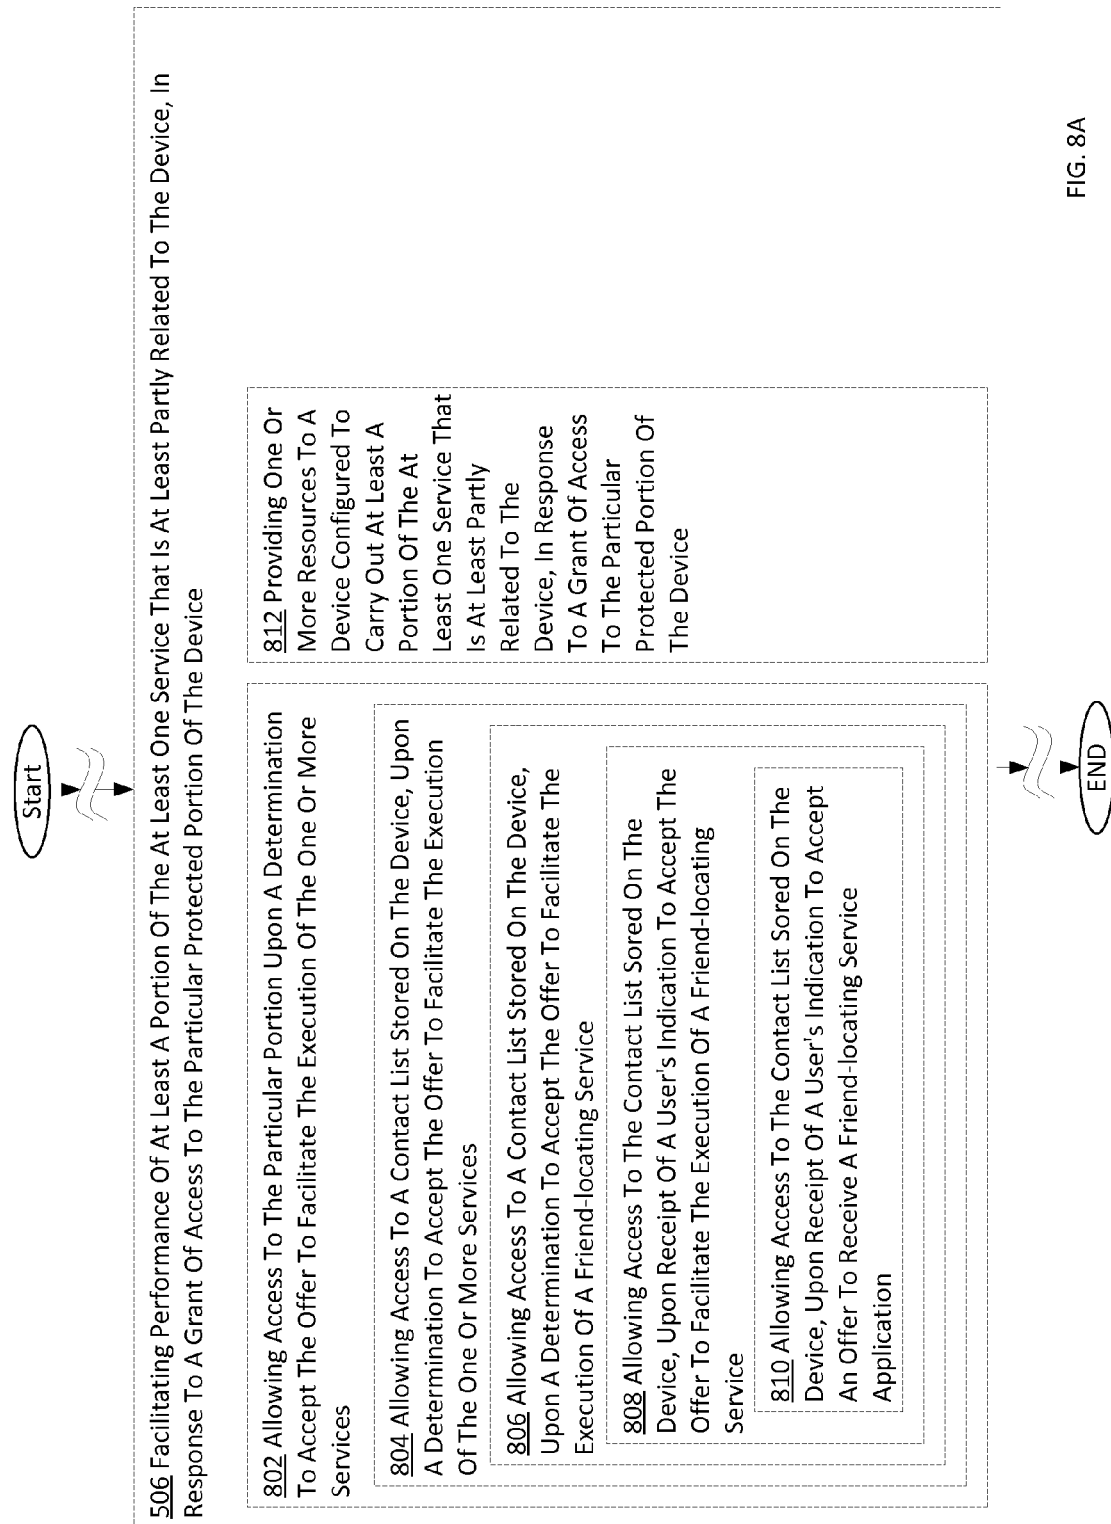 Start
506 Facilitating Performance Of At Least A Portion Of The At Least One Service That Is At Least Partly Related To The Device, In
Response To A Grant Of Access To The Particular Protected Portion Of The Device
802 Allowing Access To The Particular Portion Upon A Determination
To Accept The Offer To Facilitate The Execution Of The One Or More
Services
804 Allowing Access To A Contact List Stored On The Device, Upon
A Determination To Accept The Offer To Facilitate The Execution
Of The One Or More Services
806 Allowing Access To A Contact List Stored On The Device,
Upon A Determination To Accept The Offer To Facilitate The
Execution Of A Friend-locating Service
808 Allowing Access To The Contact List Sored On The
Device, Upon Receipt Of A User's Indication To Accept The
Offer To Facilitate The Execution Of A Friend-locating
Service
810 Allowing Access To The Contact List Sored On The
Device, Upon Receipt Of A User's Indication To Accept
An Offer To Receive A Friend-locating Service
Application
812 Providing One Or
More Resources To A
Device Configured To
Carry Out At Least A
Portion Of The At
Least One Service That
Is At Least Partly
Related To The
Device, In Response
To A Grant Of Access
To The Particular
Protected Portion Of
The Device
END
FIG. 8A